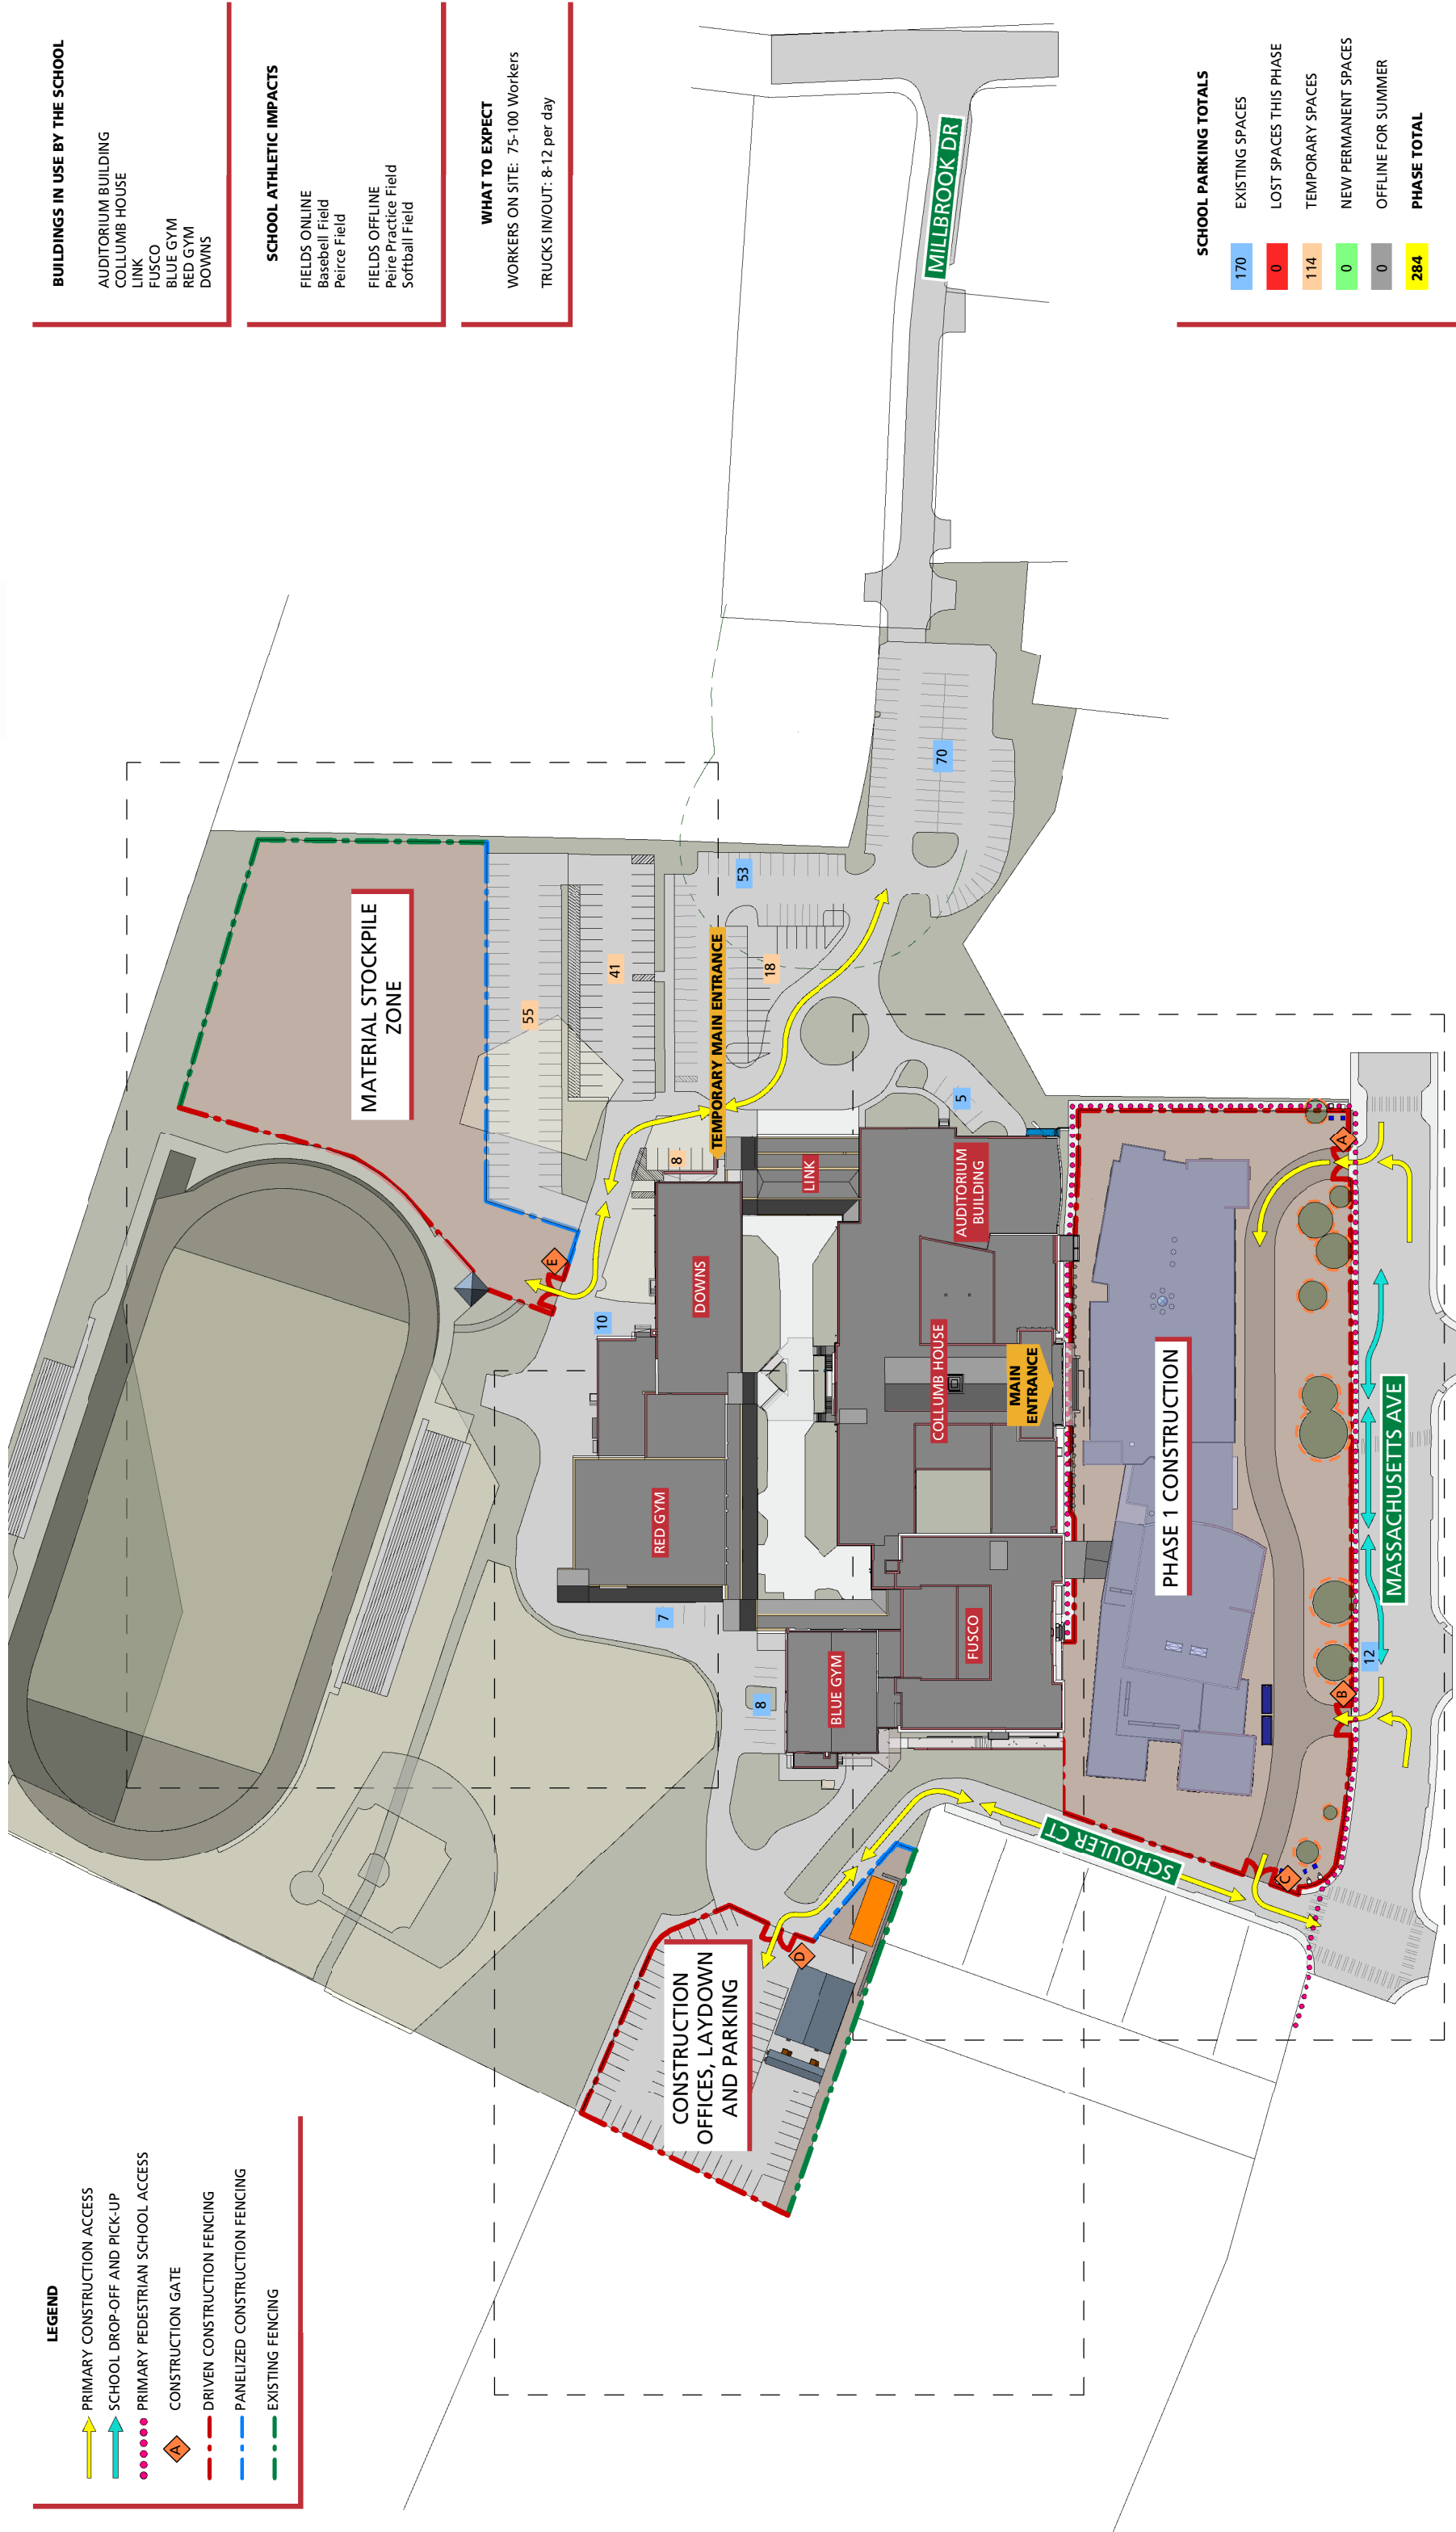 LEGEND
PRIMARY CONSTRUCTION ACCESS
SCHOOL DROP-OFF AND PICK-UP
PRIMARY PEDESTRIAN SCHOOL ACCESS
A
CONSTRUCTION GATE
DRIVEN CONSTRUCTION FENCING
PANELIZED CONSTRUCTION FENCING
EXISTING FENCING
BUILDINGS IN USE BY THE SCHOOL
AUDITORIUM BUILDING
COLLUMB HOUSE
LINK
FUSCO
BLUE GYM
RED GYM
DOWNS
SCHOOL ATHLETIC IMPACTS
FIELDS ONLINE
Basebell Field
Peirce Field
FIELDS OFFLINE
Peire Practice Field
Softball Field
WHAT TO EXPECT
WORKERS ON SITE: 75-100 Workers
TRUCKS IN/OUT: 8-12 per day
MATERIAL STOCKPILE
ZONE
55
41
E
10
8
TEMPORARY MAIN ENTRANCE
53
18
70
MILLBROOK DR
CONSTRUCTION
OFFICES, LAYDOWN
AND PARKING
D
7
8
RED GYM
DOWNS
LINK
BLUE GYM
COLLUMB HOUSE
AUDITORIUM
BUILDING
5
FUSCO
MAIN
ENTRANCE
SCHOULER CT
PHASE 1 CONSTRUCTION
C
B
A
12
MASSACHUSETTS AVE
SCHOOL PARKING TOTALS
170 EXISTING SPACES
0 LOST SPACES THIS PHASE
114 TEMPORARY SPACES
0 NEW PERMANENT SPACES
0 OFFLINE FOR SUMMER
284 PHASE TOTAL